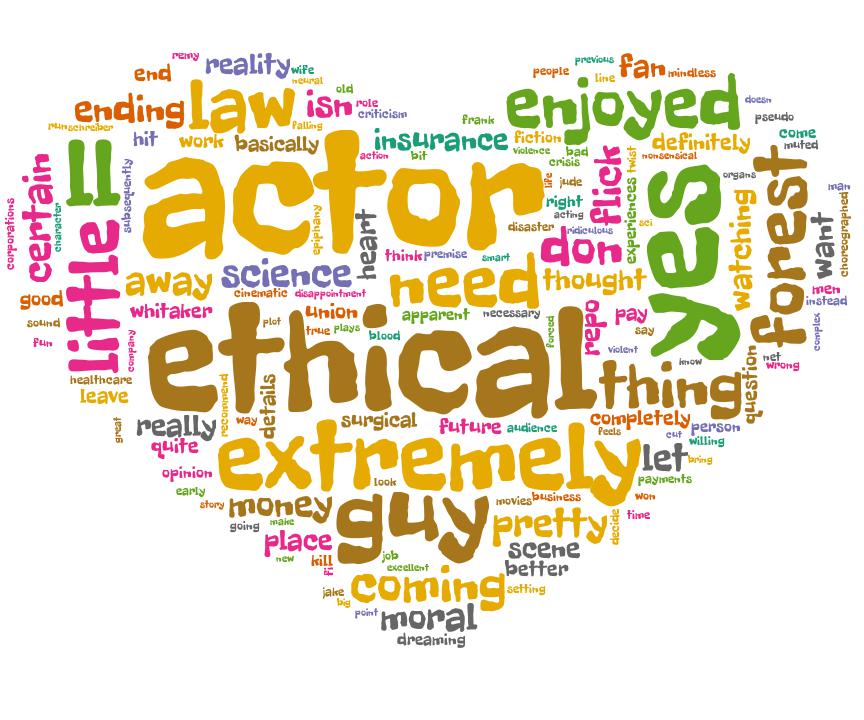 remy
reality
wife
previous
fan
people
line
mindless
end
neural
old
ending
law
isn
role
criticism
enjoyed
doesn
pseudo
runschreiber
falling
frank
hit
work
basically
insurance
fiction
definitely
come
muted
action
bit
violence
bad
crisis
twist
nonsensical
certain
ll
subsequently
actor
life
jude
flick
organs
forest
man
corporations
character
little
epiphany
heart
right
acting
experiences
yes
watching
want
choreographed
disaster
ridiculous
sci
think
premise
smart
don
away
science
need
thought
men
good
cinematic
disappointment
instead
sound
whitaker
union
apparent
necessary
repo
pay
complex
fun
company
plot
true
plays
blood
forced
say
ethical
violent
know
net
wrong
healthcare
recommend
details
thing
question
leave
great
really
way
surgical
future
audience
completely
feels
person
cut
willing
quite
extremely
let
bring
opinion
look
payments
early
story
money
guy
movies
business
won
going
make
pretty
decide
time
place
scene
new
kill
fi
job
excellent
better
jake
big
coming
setting
point
moral
dreaming